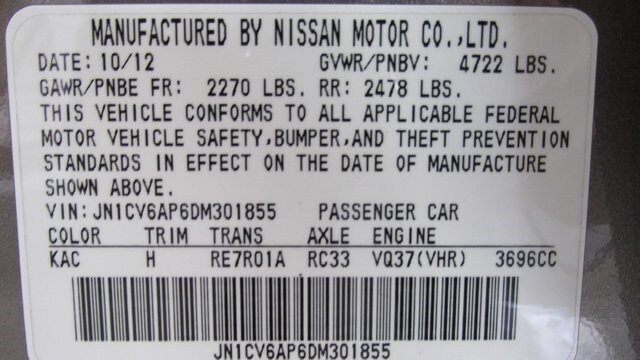 MANUFACTURED BY NISSAN MOTOR CO.,LTD.
DATE: 10/12 GVWR/PNBV: 4722 LBS.
GAWR/PNBE FR: 2270 LBS. RR: 2478 LBS.
THIS VEHICLE CONFORMS TO ALL APPLICABLE FEDERAL
MOTOR VEHICLE SAFETY,BUMPER,AND THEFT PREVENTION
STANDARDS IN EFFECT ON THE DATE OF MANUFACTURE
SHOWN ABOVE.
VIN: JN1CV6AP6DM301855 PASSENGER CAR
COLOR TRIM TRANS AXLE ENGINE
KAC H RE7R01A RC33 VQ37(VHR) 3696CC
JN1CV6AP6DM301855